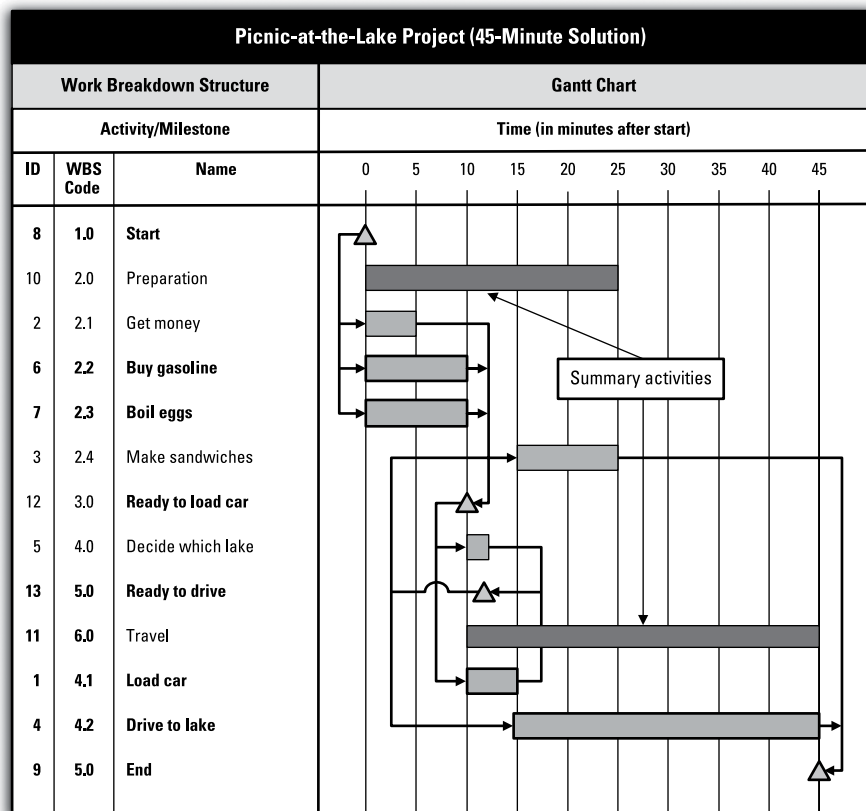 Picnic-at-the-Lake Project (45-Minute Solution)
Work Breakdown Structure Gantt Chart
Activity/Milestone Time (in minutes after start)
ID WBS Code Name 0 5 10 15 20 25 30 35 40 45
8 1.0 Start
10 2.0 Preparation
2 2.1 Get money
6 2.2 Buy gasoline
Summary activities
7 2.3 Boil eggs
3 2.4 Make sandwiches
12 3.0 Ready to load car
5 4.0 Decide which lake
13 5.0 Ready to drive
11 6.0 Travel
1 4.1 Load car
4 4.2 Drive to lake
9 5.0 End